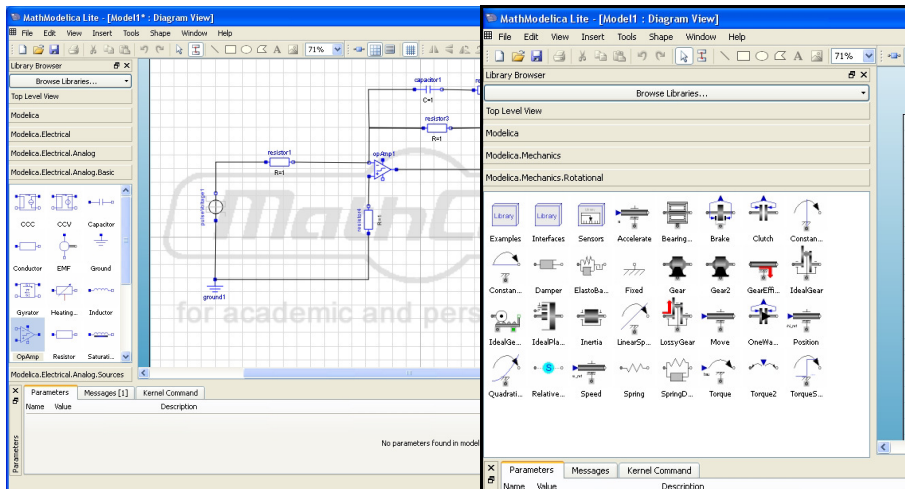 MathModelica Lite - [Model1* : Diagram View]
File Edit View Insert Tools Shape Window Help
71%
Library Browser
Browse Libraries...
Top Level View
Modelica
Modelica.Electrical
Modelica.Electrical.Analog
Modelica.Electrical.Analog.Basic
CCC CCV Capacitor
Conductor EMF Ground
Gyrator Heating... Inductor
OpAmp Resistor Saturati...
Modelica.Electrical.Analog.Sources
capacitor1
C=1
resistor3
R=1
resistor1
R=1
opAmp1
pulseVoltage1
resistor4
R=1
ground1
MathC
for academic and pers
Parameters Messages [1] Kernel Command
Name Value Description
No parameters found in model
Parameters
MathModelica Lite - [Model1 : Diagram View]
File Edit View Insert Tools Shape Window Help
71%
Library Browser
Browse Libraries...
Top Level View
Modelica
Modelica.Mechanics
Modelica.Mechanics.Rotational
Library Library
Examples Interfaces Sensors Accelerate Bearing... Brake Clutch Constan...
Constan... Damper ElastoBa... Fixed Gear Gear2 GearEffi... IdealGear
IdealGe... IdealPla... Inertia LinearSp... LossyGear Move OneWa... Position
S
Quadrati... Relative... Speed Spring SpringD... Torque Torque2 TorqueS...
Parameters Messages Kernel Command
Name Value Description